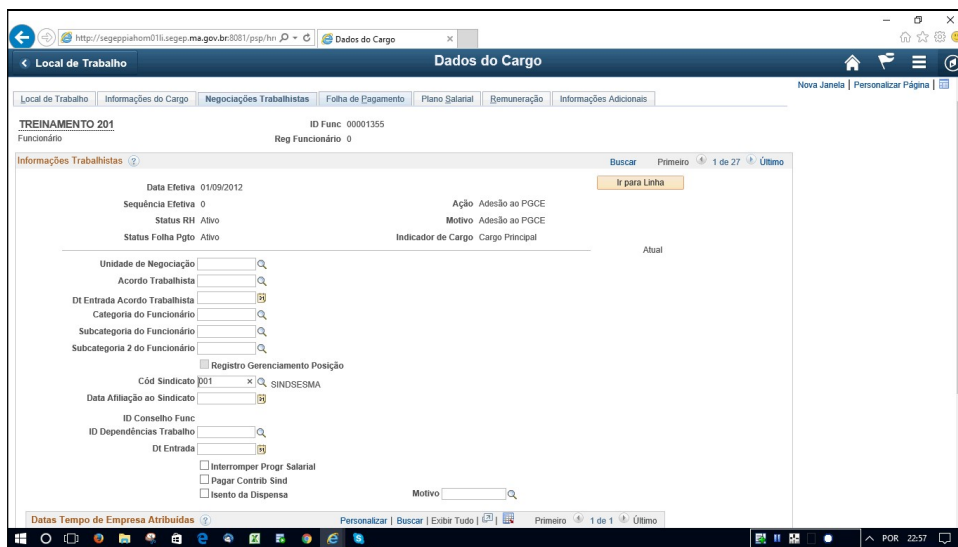 http://segeppiahom01li.segep.ma.gov.br:8081/psp/hn
Dados do Cargo
Local de Trabalho
Dados do Cargo
Nova Janela | Personalizar Página |
Local de Trabalho Informações do Cargo Negociações Trabalhistas Folha de Pagamento Plano Salarial Remuneração Informações Adicionais
TREINAMENTO 201 ID Func 00001355
Funcionário Reg Funcionário 0
Informações Trabalhistas Buscar Primeiro 1 de 27 Último
Ir para Linha
Data Efetiva 01/09/2012
Sequência Efetiva 0 Ação Adesão ao PGCE
Status RH Ativo Motivo Adesão ao PGCE
Status Folha Pgto Ativo Indicador de Cargo Cargo Principal
Atual
Unidade de Negociação
Acordo Trabalhista
Dt Entrada Acordo Trabalhista
Categoria do Funcionário
Subcategoria do Funcionário
Subcategoria 2 do Funcionário
Registro Gerenciamento Posição
Cód Sindicato 001 SINDSESMA
Data Afiliação ao Sindicato
ID Conselho Func
ID Dependências Trabalho
Dt Entrada
Interromper Progr Salarial
Pagar Contrib Sind
Isento da Dispensa Motivo
Datas Tempo de Empresa Atribuídas Personalizar | Buscar | Exibir Tudo | Primeiro 1 de 1 Último
POR 22:57